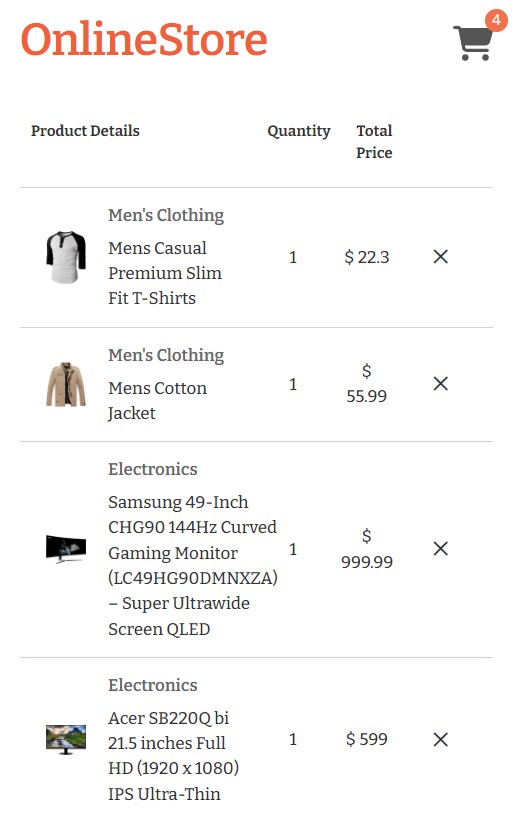 OnlineStore
4
Product Details Quantity Total
Price
Men's Clothing
Mens Casual
Premium Slim
Fit T-Shirts
1
$ 22.3
Men's Clothing
Mens Cotton
Jacket
1
$
55.99
Electronics
Samsung 49-Inch
CHG90 144Hz Curved
Gaming Monitor
(LC49HG90DMNXZA)
– Super Ultrawide
Screen QLED
1
$
999.99
Electronics
Acer SB220Q bi
21.5 inches Full
HD (1920 x 1080)
IPS Ultra-Thin
1
$ 599